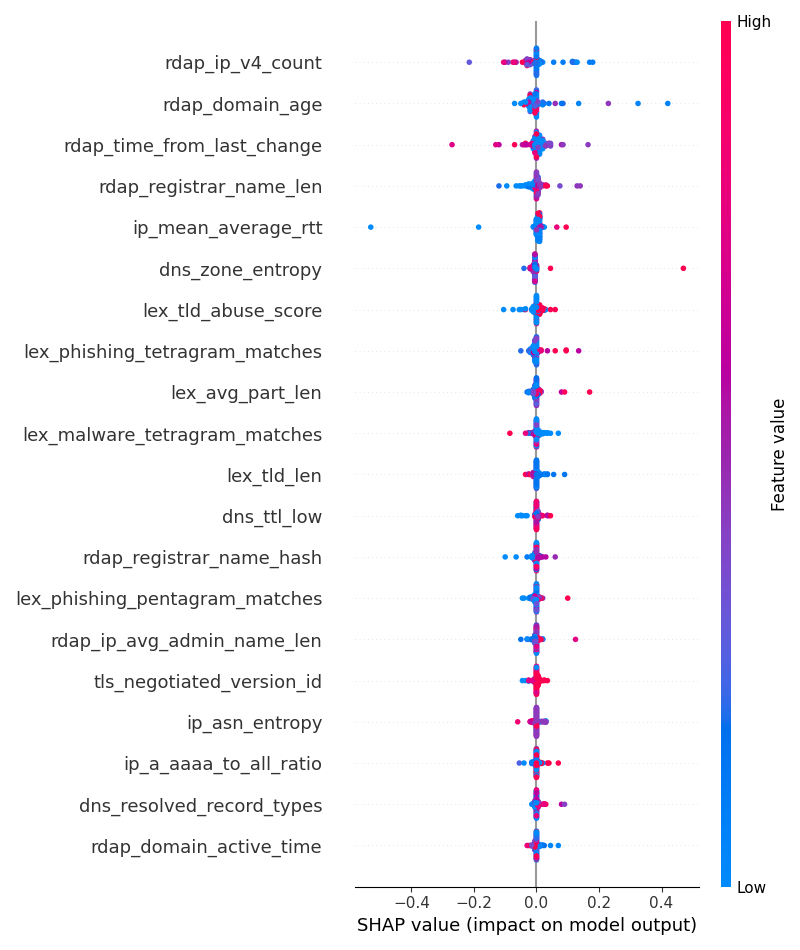 High
rdap_ip_v4_count
rdap_domain_age
rdap_time_from_last_change
rdap_registrar_name_len
ip_mean_average_rtt
dns_zone_entropy
lex_tld_abuse_score
lex_phishing_tetragram_matches
lex_avg_part_len
lex_malware_tetragram_matches
lex_tld_len
dns_ttl_low
rdap_registrar_name_hash
lex_phishing_pentagram_matches
rdap_ip_avg_admin_name_len
tls_negotiated_version_id
ip_asn_entropy
ip_a_aaaa_to_all_ratio
dns_resolved_record_types
rdap_domain_active_time
Feature value
Low
−0.4 −0.2 0.0 0.2 0.4
SHAP value (impact on model output)